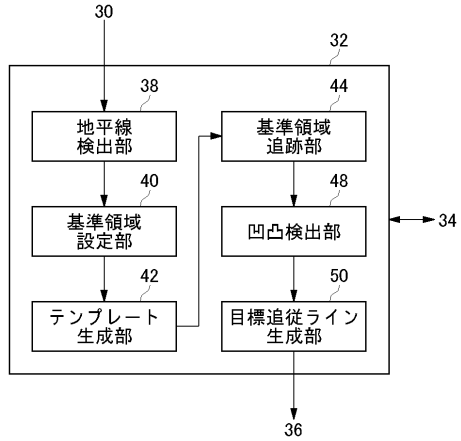 30
32
38
地平線
検出部
40
基準領域
設定部
42
テンプレート
生成部
44
基準領域
追跡部
48
凹凸検出部
50
目標追従ライン
生成部
34
36